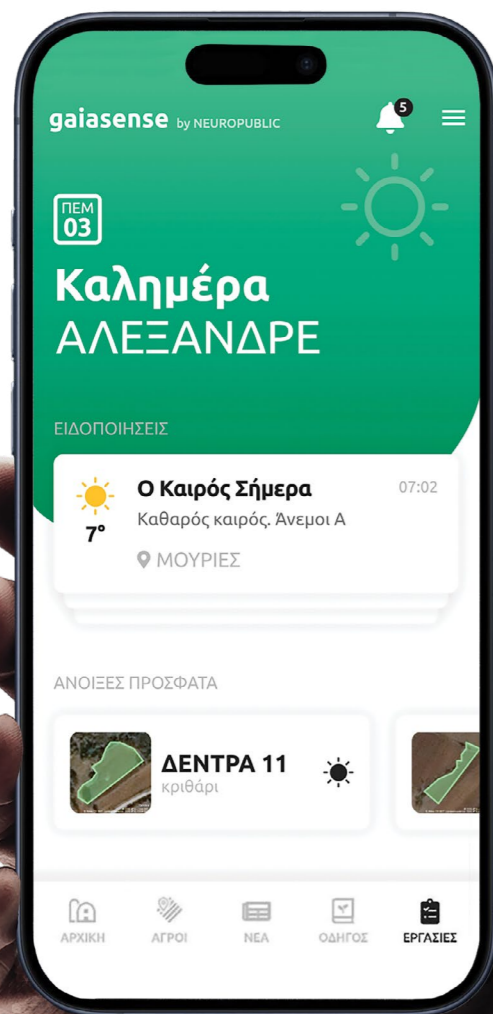 gaiasense by NEUROPUBLIC
5
ΠΕΜ
03
Καλημέρα
ΑΛΕΞΑΝΔΡΕ
ΕΙΔΟΠΟΙΗΣΕΙΣ
Ο Καιρός Σήμερα 07:02
7° Καθαρός καιρός. Άνεμοι Α
ΜΟΥΡΙΕΣ
ΑΝΟΙΞΕΣ ΠΡΟΣΦΑΤΑ
ΔΕΝΤΡΑ 11
κριθάρι
ΑΡΧΙΚΗ ΑΓΡΟΙ ΝΕΑ ΟΔΗΓΟΣ ΕΡΓΑΣΙΕΣ